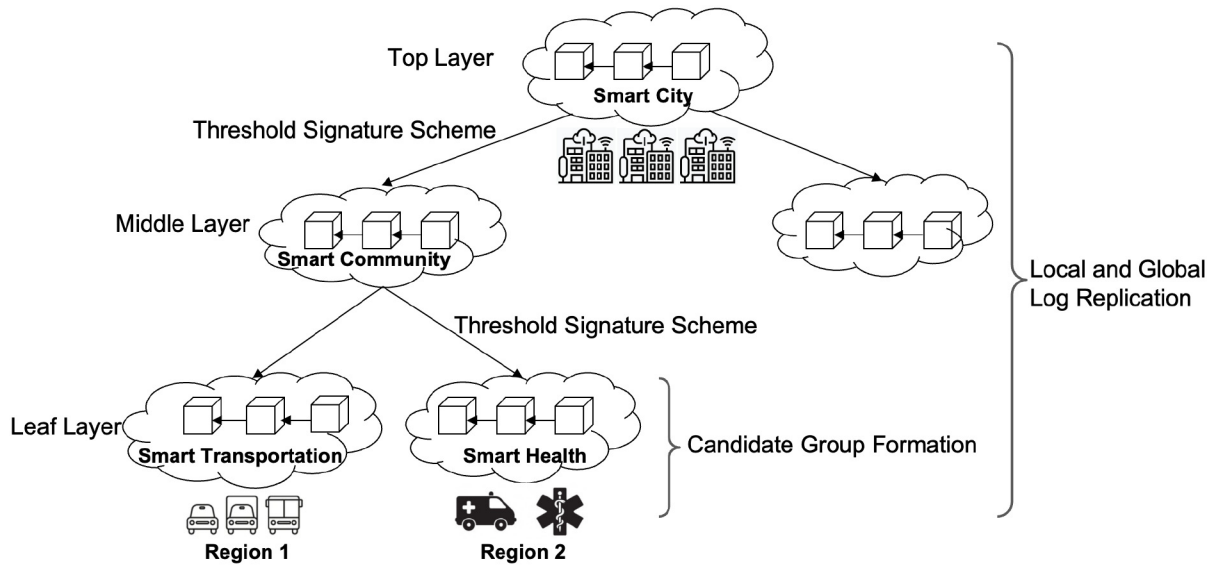 Top Layer
Smart City
Threshold Signature Scheme
Middle Layer
Smart Community
Local and Global
Log Replication
Threshold Signature Scheme
Leaf Layer
Smart Transportation
Smart Health
Candidate Group Formation
Region 1
Region 2